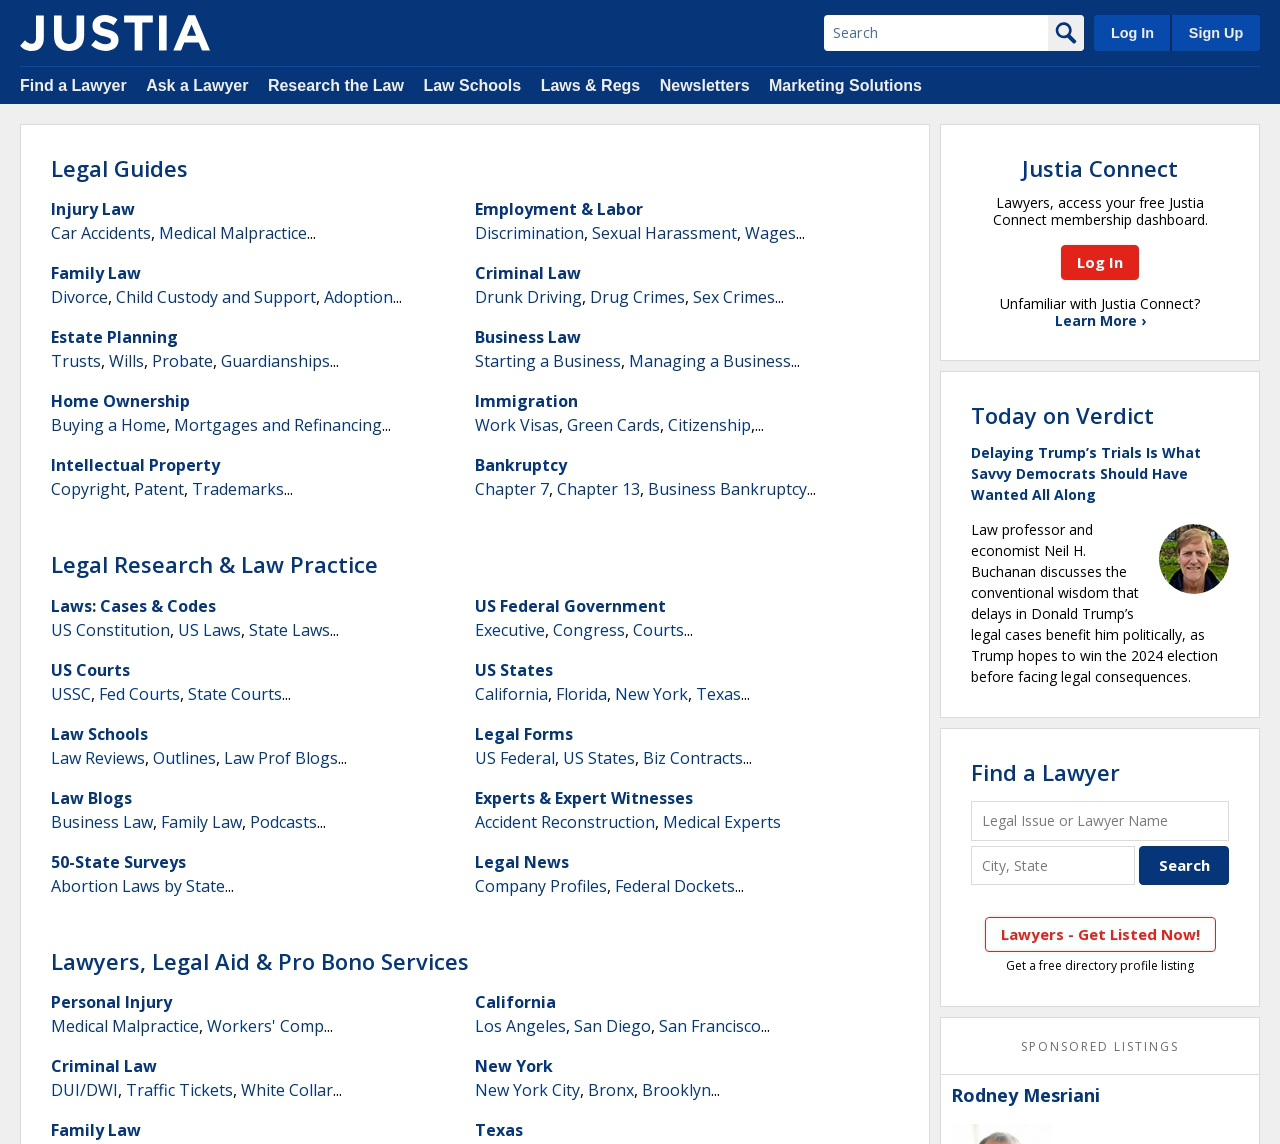 JUSTIA
Search
Log In
Sign Up
Find a Lawyer Ask a Lawyer Research the Law Law Schools Laws & Regs Newsletters Marketing Solutions
Legal Guides
Injury Law
Car Accidents, Medical Malpractice...
Employment & Labor
Discrimination, Sexual Harassment, Wages...
Family Law
Divorce, Child Custody and Support, Adoption...
Criminal Law
Drunk Driving, Drug Crimes, Sex Crimes...
Estate Planning
Trusts, Wills, Probate, Guardianships...
Business Law
Starting a Business, Managing a Business...
Home Ownership
Buying a Home, Mortgages and Refinancing...
Immigration
Work Visas, Green Cards, Citizenship,...
Intellectual Property
Copyright, Patent, Trademarks...
Bankruptcy
Chapter 7, Chapter 13, Business Bankruptcy...
Legal Research & Law Practice
Laws: Cases & Codes
US Constitution, US Laws, State Laws...
US Federal Government
Executive, Congress, Courts...
US Courts
USSC, Fed Courts, State Courts...
US States
California, Florida, New York, Texas...
Law Schools
Law Reviews, Outlines, Law Prof Blogs...
Legal Forms
US Federal, US States, Biz Contracts...
Law Blogs
Business Law, Family Law, Podcasts...
Experts & Expert Witnesses
Accident Reconstruction, Medical Experts
50-State Surveys
Abortion Laws by State...
Legal News
Company Profiles, Federal Dockets...
Lawyers, Legal Aid & Pro Bono Services
Personal Injury
Medical Malpractice, Workers' Comp...
California
Los Angeles, San Diego, San Francisco...
Criminal Law
DUI/DWI, Traffic Tickets, White Collar...
New York
New York City, Bronx, Brooklyn...
Family Law
Texas
Justia Connect
Lawyers, access your free Justia
Connect membership dashboard.
Log In
Unfamiliar with Justia Connect?
Learn More ›
Today on Verdict
Delaying Trump’s Trials Is What
Savvy Democrats Should Have
Wanted All Along
Law professor and
economist Neil H.
Buchanan discusses the
conventional wisdom that
delays in Donald Trump’s
legal cases benefit him politically, as
Trump hopes to win the 2024 election
before facing legal consequences.
Find a Lawyer
Legal Issue or Lawyer Name
City, State
Search
Lawyers - Get Listed Now!
Get a free directory profile listing
SPONSORED LISTINGS
Rodney Mesriani